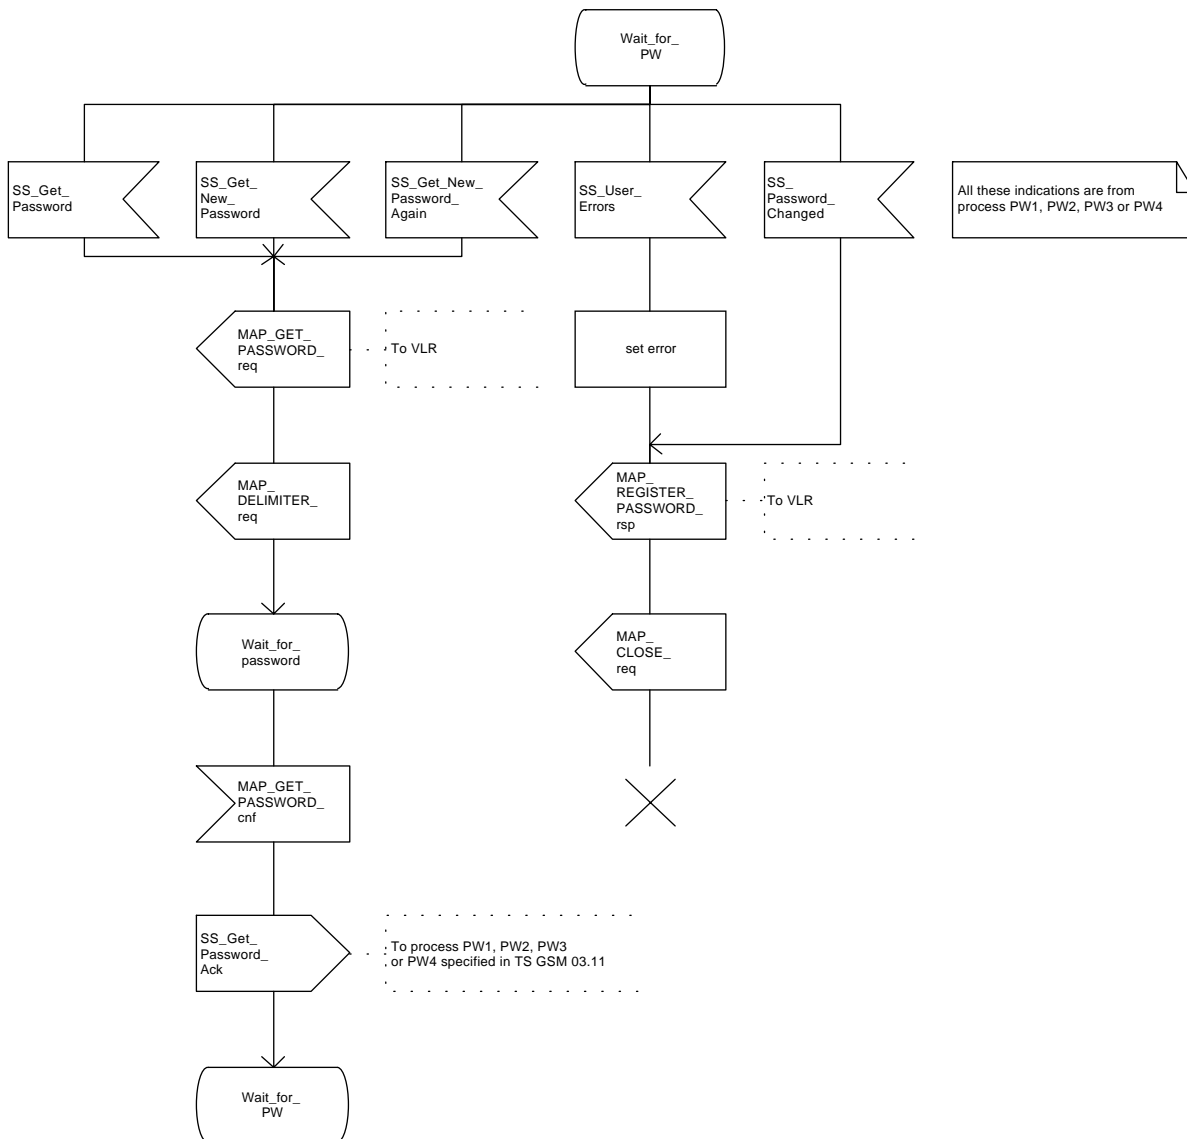 Wait_for_
PW
SS_Get_
Password
SS_Get_
New_
Password
SS_Get_New_
Password_
Again
SS_User_
Errors
SS_
Password_
Changed
All these indications are from
process PW1, PW2, PW3 or PW4
MAP_GET_
PASSWORD_
req
To VLR
set error
MAP_
DELIMITER_
req
MAP_
REGISTER_
PASSWORD_
rsp
To VLR
Wait_for_
password
MAP_
CLOSE_
req
MAP_GET_
PASSWORD_
cnf
SS_Get_
Password_
Ack
To process PW1, PW2, PW3
or PW4 specified in TS GSM 03.11
Wait_for_
PW